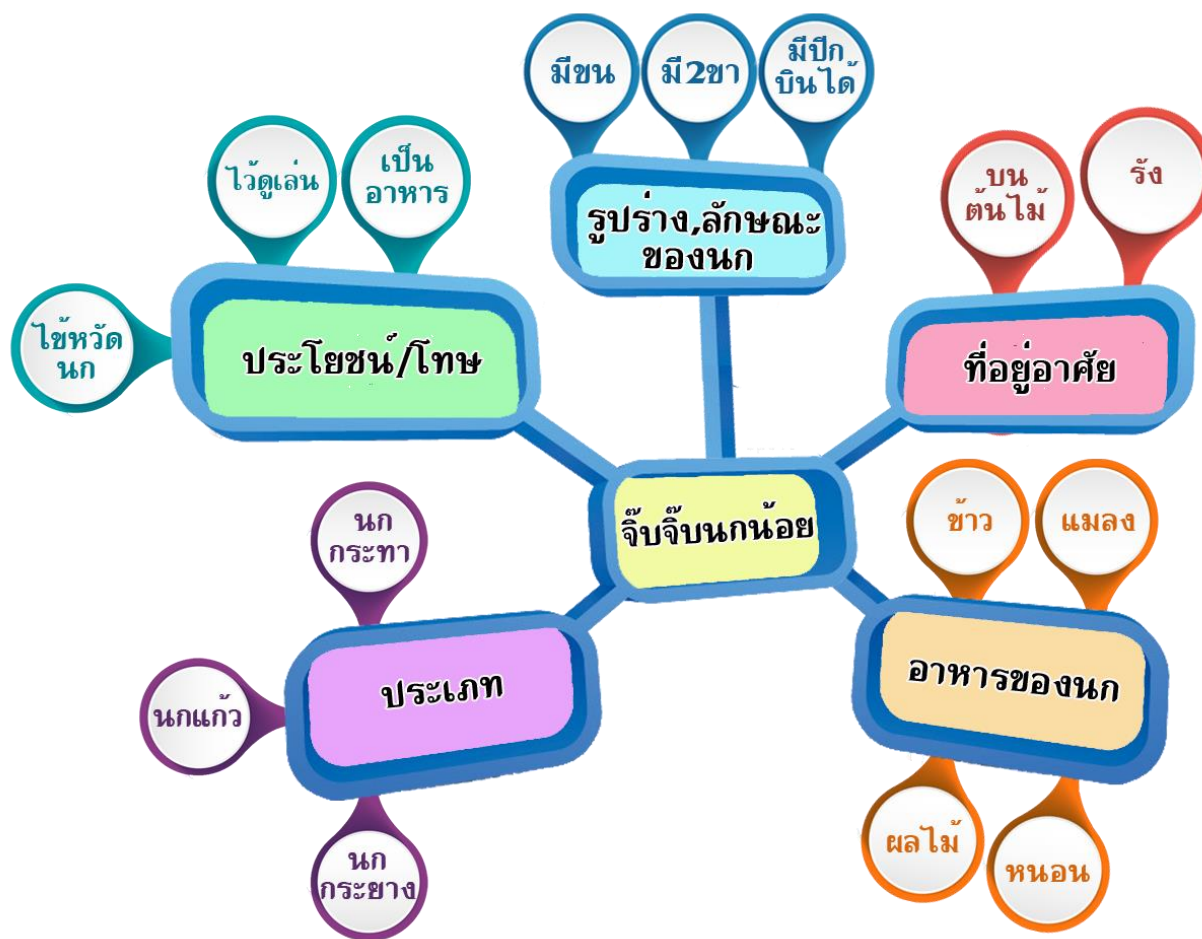 มีขน
มี2ขา
มีปีก
บินได้
รูปร่าง,ลักษณะ
ของนก
ไว้ดูเล่น
เป็น
อาหาร
ไข้หวัด
นก
ประโยชน์/โทษ
บน
ต้นไม้
รัง
ที่อยู่อาศัย
จิ๊บจิ๊บนกน้อย
นก
กระทา
นกแก้ว
นก
กระยาง
ประเภท
ข้าว
แมลง
อาหารของนก
ผลไม้
หนอน